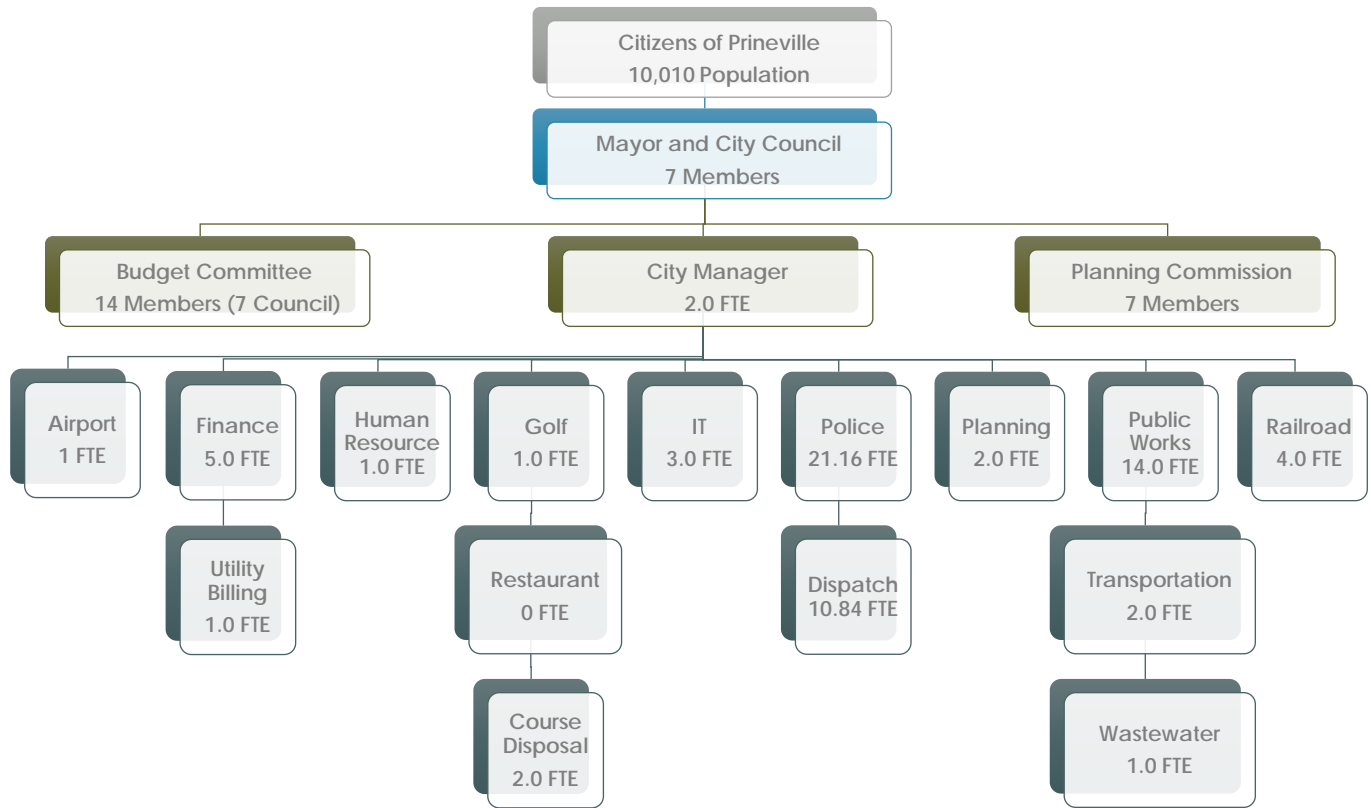 Citizens of Prineville
10,010 Population
Mayor and City Council
7 Members
Budget Committee
14 Members (7 Council)
City Manager
2.0 FTE
Planning Commission
7 Members
Airport
1 FTE
Finance
5.0 FTE
Human
Resource
1.0 FTE
Golf
1.0 FTE
IT
3.0 FTE
Police
21.16 FTE
Planning
2.0 FTE
Public
Works
14.0 FTE
Railroad
4.0 FTE
Utility
Billing
1.0 FTE
Restaurant
0 FTE
Dispatch
10.84 FTE
Transportation
2.0 FTE
Course
Disposal
2.0 FTE
Wastewater
1.0 FTE